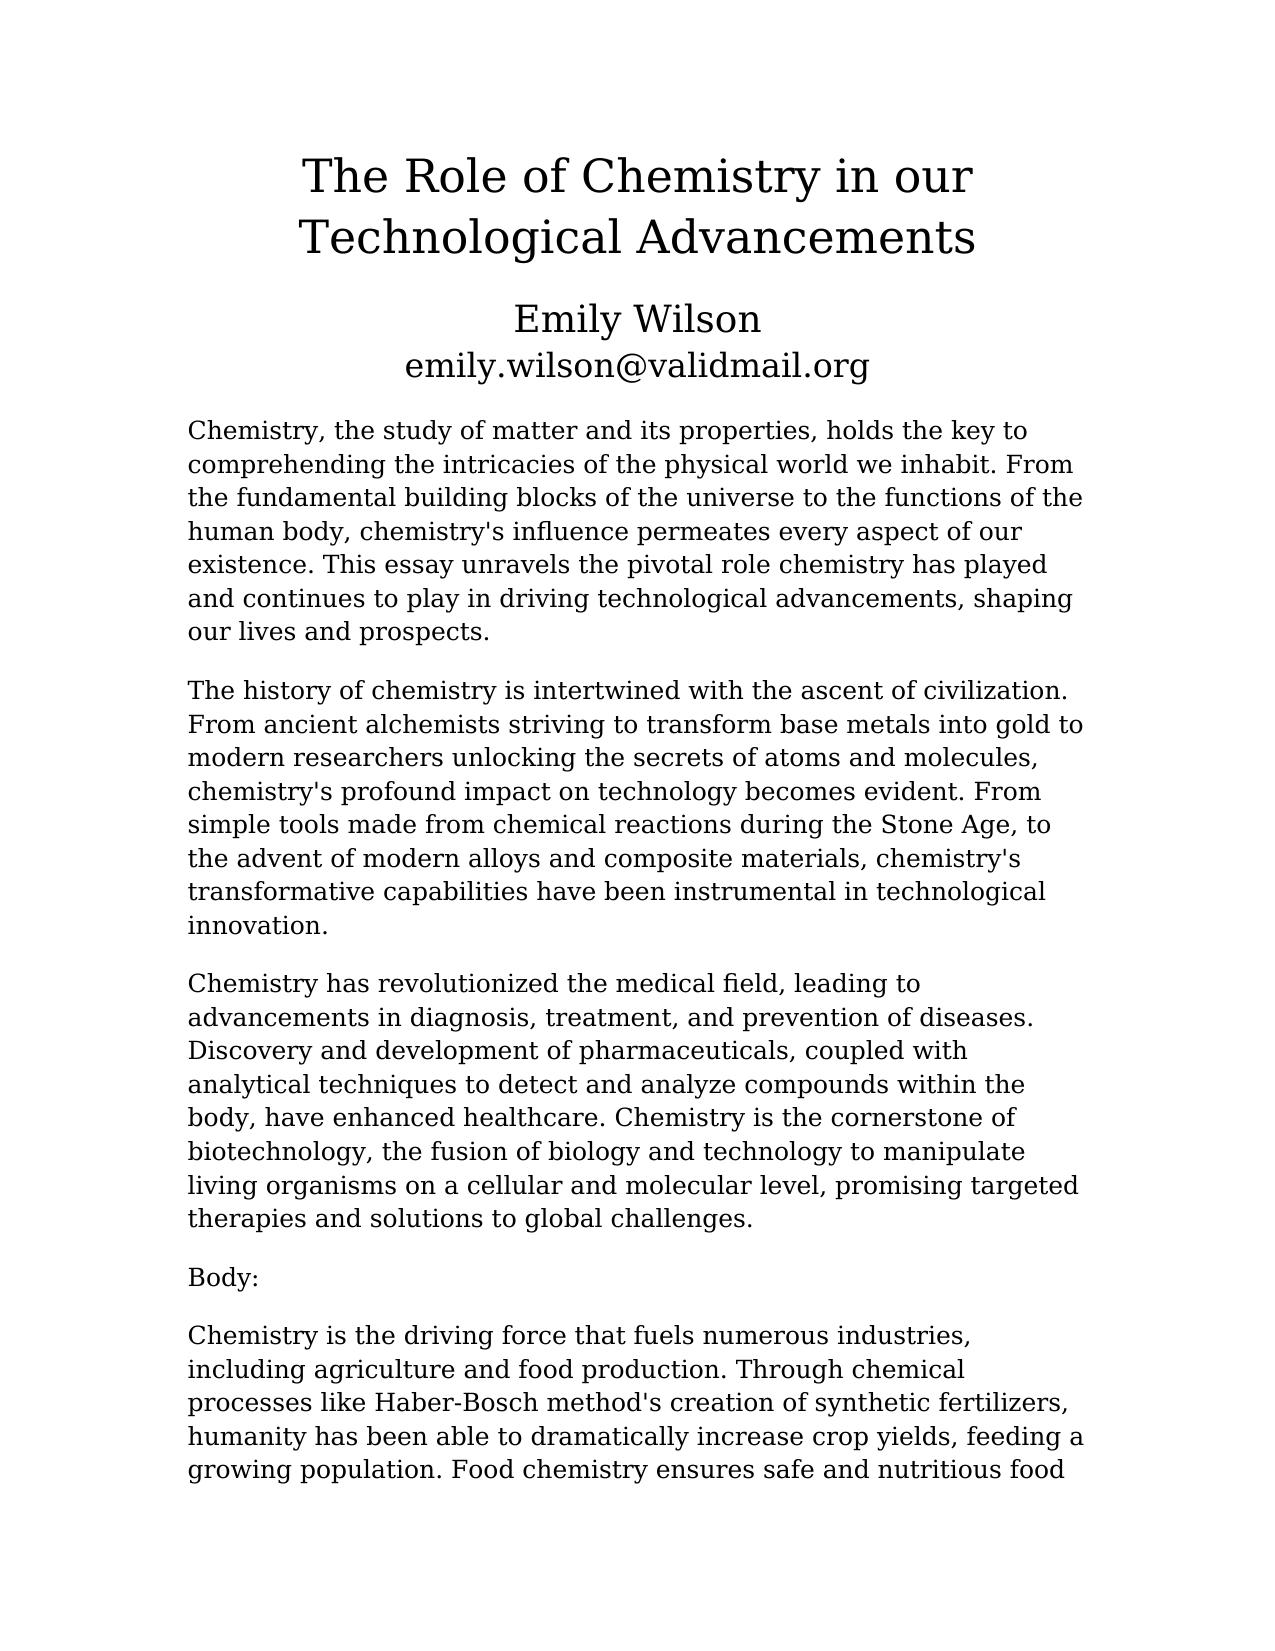 The Role of Chemistry in our
Technological Advancements
Emily Wilson
emily.wilson@validmail.org
Chemistry, the study of matter and its properties, holds the key to
comprehending the intricacies of the physical world we inhabit. From
the fundamental building blocks of the universe to the functions of the
human body, chemistry's influence permeates every aspect of our
existence. This essay unravels the pivotal role chemistry has played
and continues to play in driving technological advancements, shaping
our lives and prospects.
The history of chemistry is intertwined with the ascent of civilization.
From ancient alchemists striving to transform base metals into gold to
modern researchers unlocking the secrets of atoms and molecules,
chemistry's profound impact on technology becomes evident. From
simple tools made from chemical reactions during the Stone Age, to
the advent of modern alloys and composite materials, chemistry's
transformative capabilities have been instrumental in technological
innovation.
Chemistry has revolutionized the medical field, leading to
advancements in diagnosis, treatment, and prevention of diseases.
Discovery and development of pharmaceuticals, coupled with
analytical techniques to detect and analyze compounds within the
body, have enhanced healthcare. Chemistry is the cornerstone of
biotechnology, the fusion of biology and technology to manipulate
living organisms on a cellular and molecular level, promising targeted
therapies and solutions to global challenges.
Body:
Chemistry is the driving force that fuels numerous industries,
including agriculture and food production. Through chemical
processes like Haber-Bosch method's creation of synthetic fertilizers,
humanity has been able to dramatically increase crop yields, feeding a
growing population. Food chemistry ensures safe and nutritious food